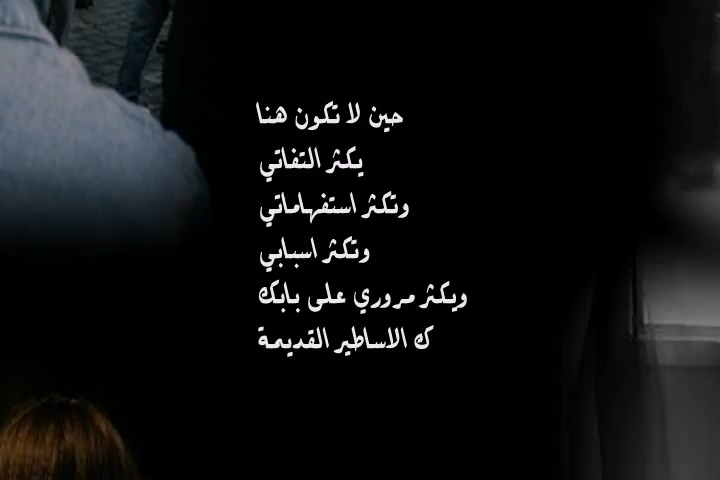 حين لا تكون هنا
يكثر التفاتي
وتكثر استفهاماتي
وتكثر اسبابي
ويكثر مروري على بابك
ك الاساطير القديمة